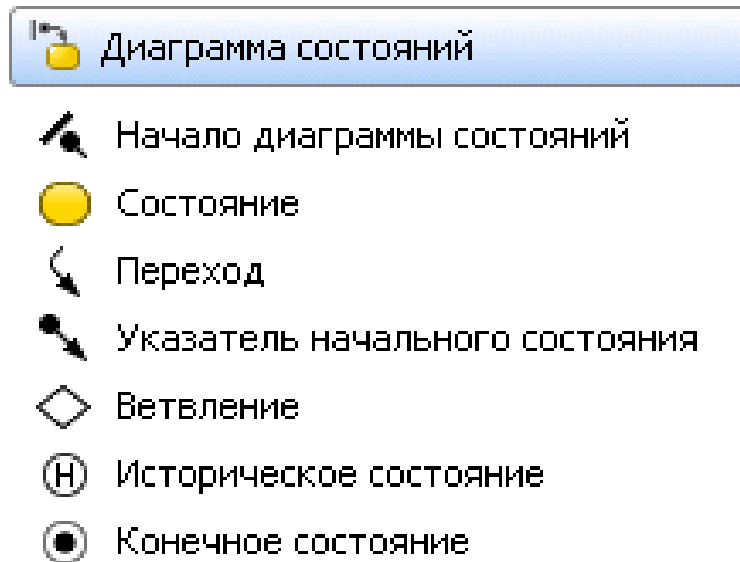 Диаграмма состояний
Начало диаграммы состояний
Состояние
Переход
Указатель начального состояния
Ветвление
H Историческое состояние
Конечное состояние